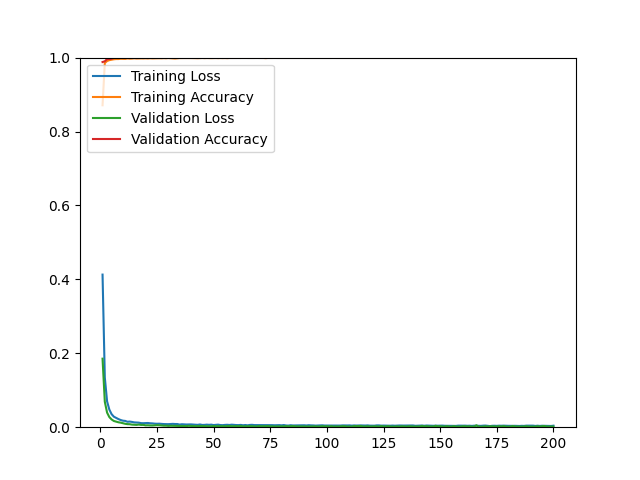 1.0
Training Loss
Training Accuracy
Validation Loss
Validation Accuracy
0.8
0.6
0.4
0.2
0.0
0 25 50 75 100 125 150 175 200